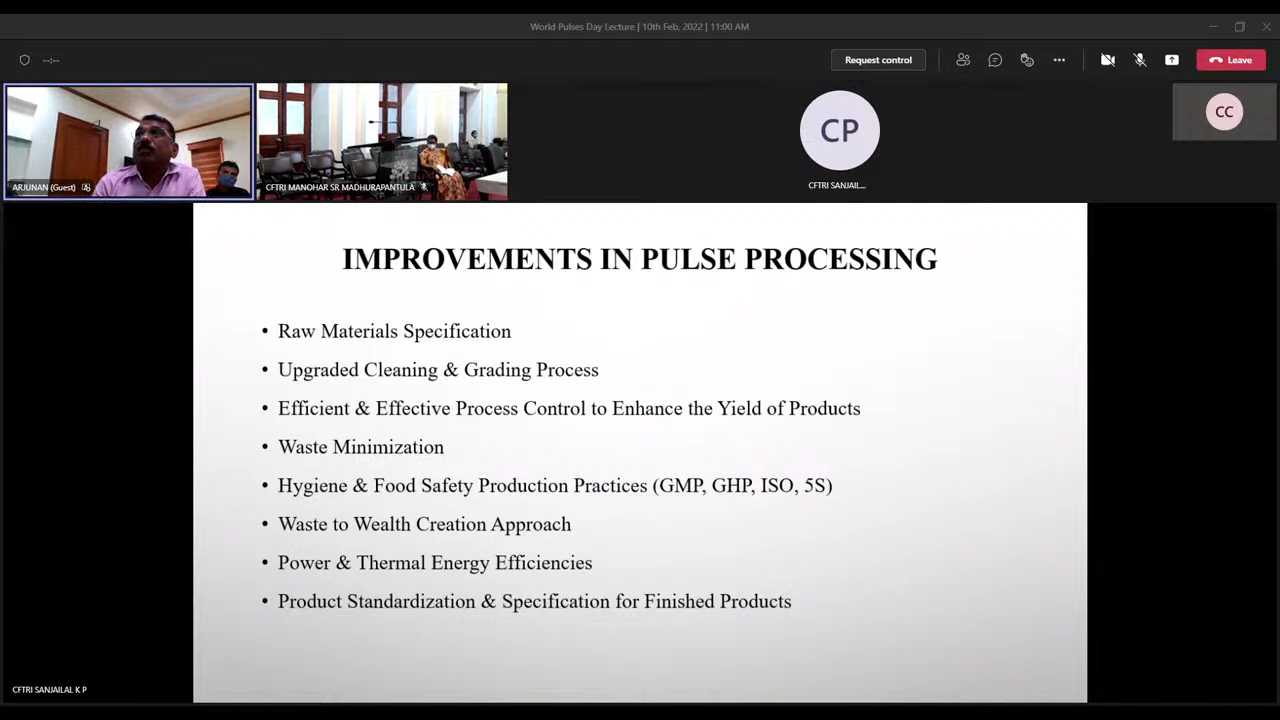 World Pulses Day Lecture | 10th Feb, 2022 | 11:00 AM
--:--
Request control
Leave
ARJUNAN (Guest)
CFTRI MANOHAR SR MADHURAPANTULA
CP
CFTRI SANJAIL...
CC
IMPROVEMENTS IN PULSE PROCESSING
• Raw Materials Specification
• Upgraded Cleaning & Grading Process
• Efficient & Effective Process Control to Enhance the Yield of Products
• Waste Minimization
• Hygiene & Food Safety Production Practices (GMP, GHP, ISO, 5S)
• Waste to Wealth Creation Approach
• Power & Thermal Energy Efficiencies
• Product Standardization & Specification for Finished Products
CFTRI SANJAILAL K P